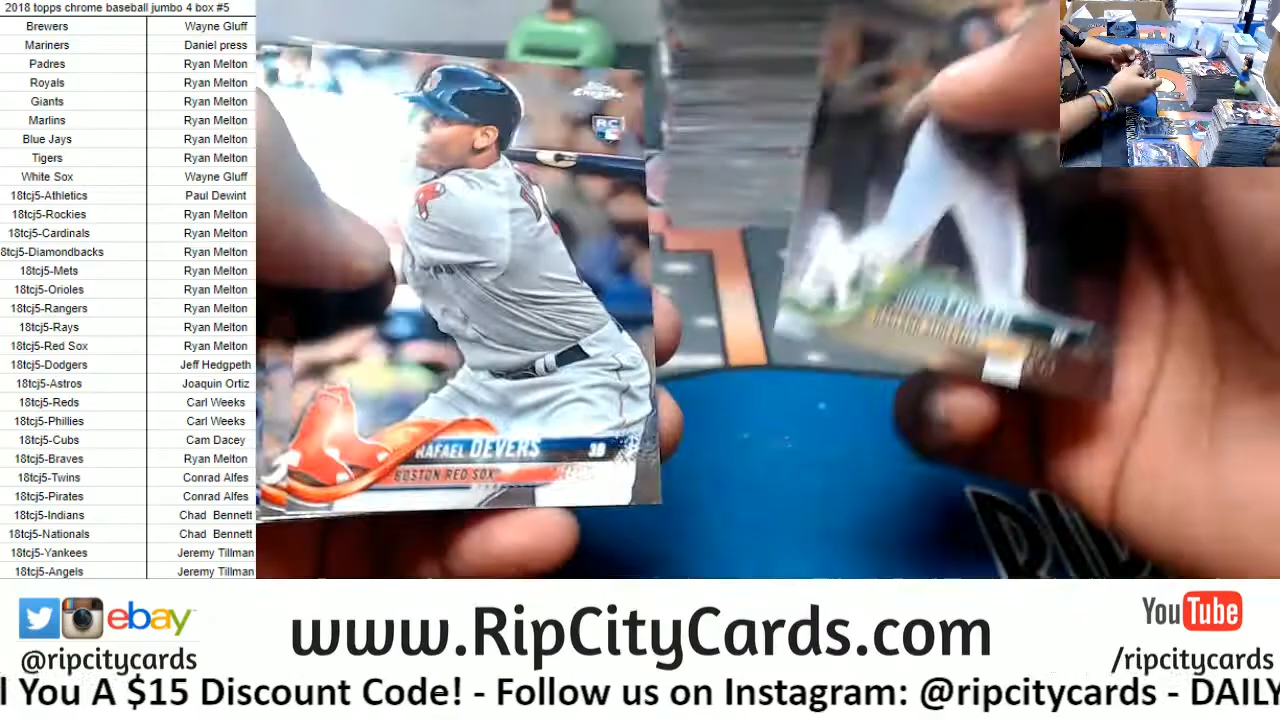 2018 topps chrome baseball jumbo 4 box #5
Brewers Wayne Gluff
Mariners Daniel press
Padres Ryan Melton
Royals Ryan Melton
Giants Ryan Melton
Marlins Ryan Melton
Blue Jays Ryan Melton
Tigers Ryan Melton
White Sox Wayne Gluff
18tcj5-Athletics Paul Dewint
18tcj5-Rockies Ryan Melton
18tcj5-Cardinals Ryan Melton
8tcj5-Diamondbacks Ryan Melton
18tcj5-Mets Ryan Melton
18tcj5-Orioles Ryan Melton
18tcj5-Rangers Ryan Melton
18tcj5-Rays Ryan Melton
18tcj5-Red Sox Ryan Melton
18tcj5-Dodgers Jeff Hedgpeth
18tcj5-Astros Joaquin Ortiz
18tcj5-Reds Carl Weeks
18tcj5-Phillies Carl Weeks
18tcj5-Cubs Cam Dacey
18tcj5-Braves Ryan Melton
18tcj5-Twins Conrad Alfes
18tcj5-Pirates Conrad Alfes
18tcj5-Indians Chad Bennett
18tcj5-Nationals Chad Bennett
18tcj5-Yankees Jeremy Tillman
18tcj5-Angels Jeremy Tillman
RC
RAFAEL DEVERS 3B
BOSTON RED SOX
ebay
@ripcitycards
www.RipCityCards.com
YouTube
/ripcitycards
l You A $15 Discount Code! - Follow us on Instagram: @ripcitycards - DAILY